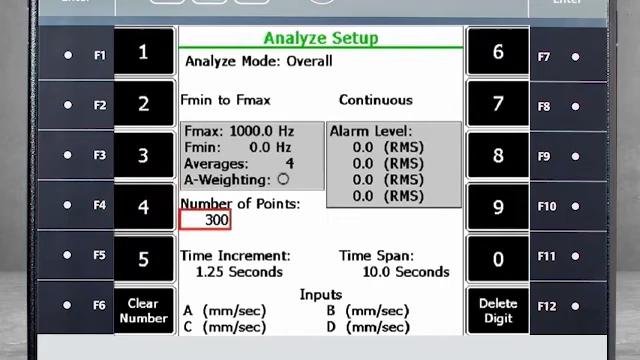 Enter
Enter
Analyze Setup
F1
1
Analyze Mode: Overall
6
F7
F2
2
Fmin to Fmax
Continuous
7
F8
F3
3
Fmax: 1000.0 Hz
Fmin: 0.0 Hz
Averages: 4
A-Weighting:
Alarm Level:
0.0 (RMS)
0.0 (RMS)
0.0 (RMS)
0.0 (RMS)
8
F9
F4
4
Number of Points:
300
9
F10
F5
5
Time Increment:
1.25 Seconds
Time Span:
10.0 Seconds
0
F11
F6
Clear
Number
Inputs
A (mm/sec)
B (mm/sec)
C (mm/sec)
D (mm/sec)
Delete
Digit
F12